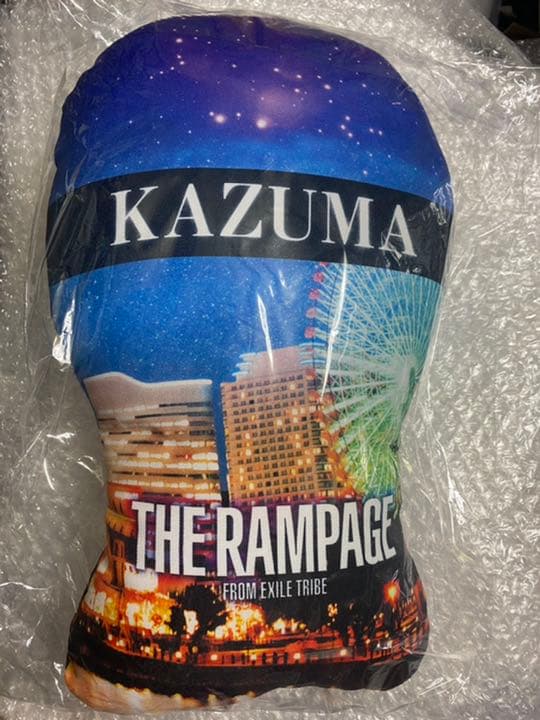 KAZUMA
THE RAMPAGE
FROM EXILE TRIBE